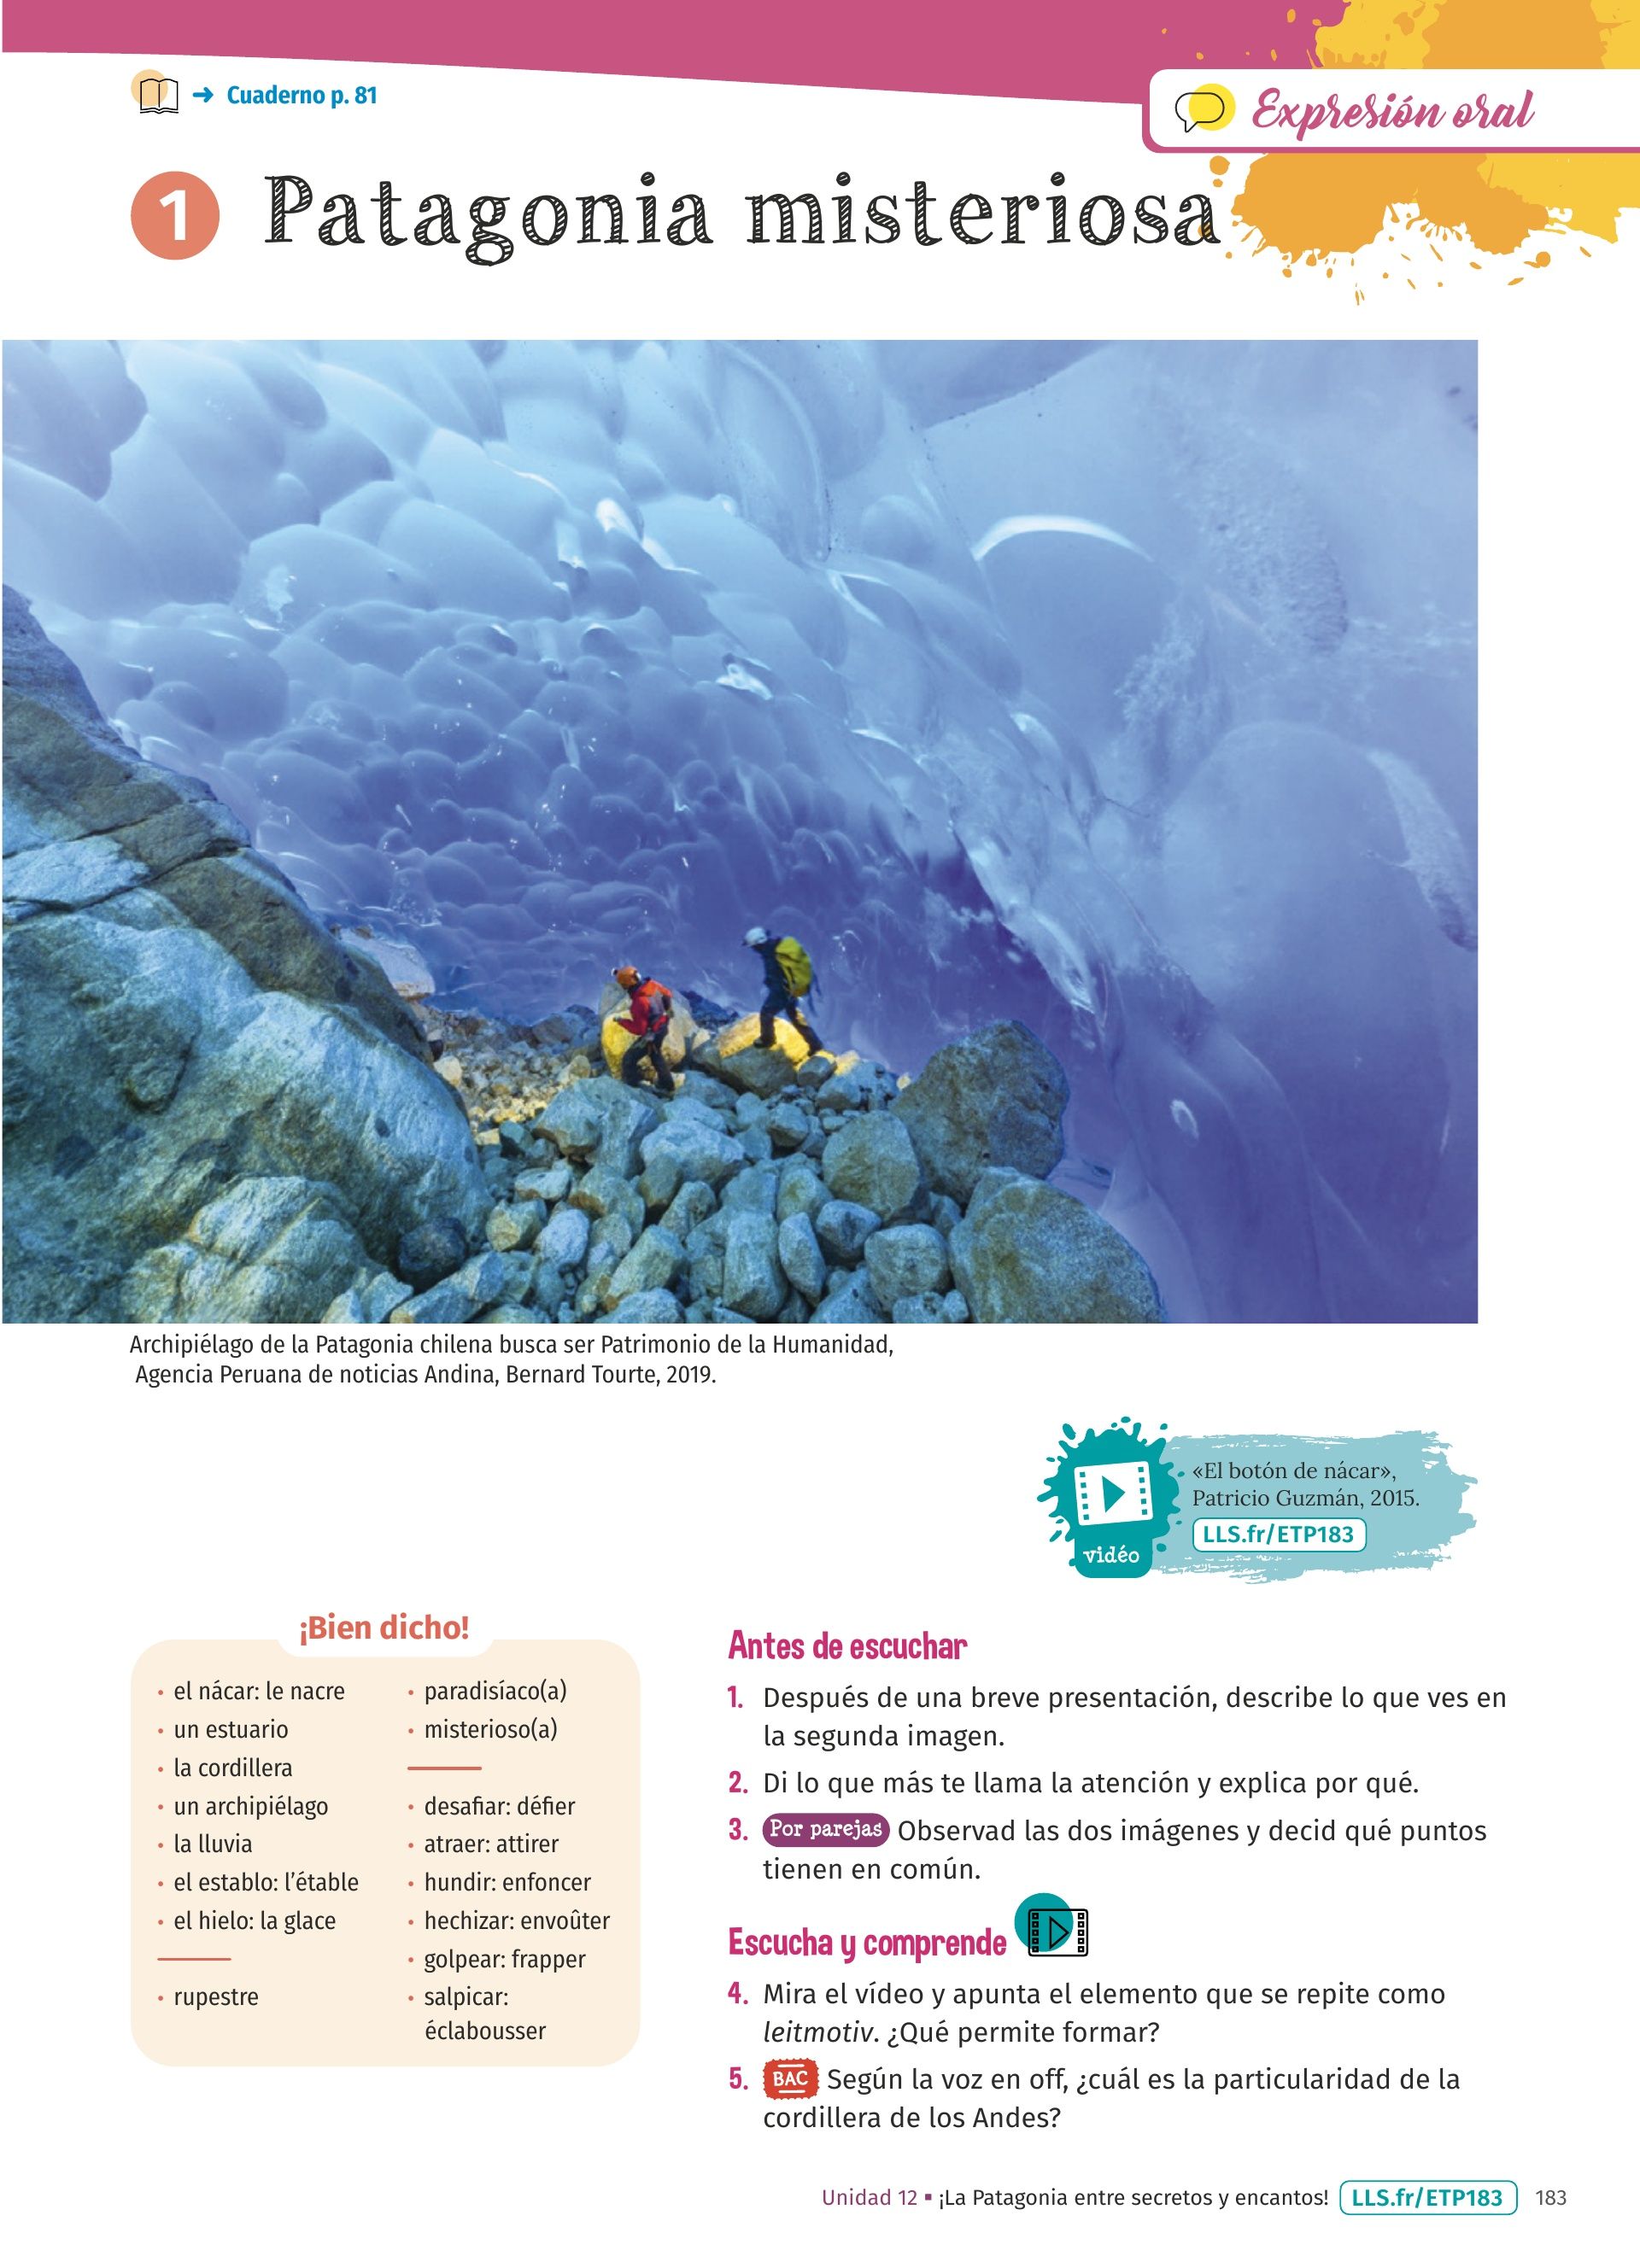 → Cuaderno p. 81
Expresión oral
1 Patagonia misteriosa
Archipiélago de la Patagonia chilena busca ser Patrimonio de la Humanidad,
Agencia Peruana de noticias Andina, Bernard Tourte, 2019.
«El botón de nácar»,
Patricio Guzmán, 2015.
LLS.fr/ETP183
vidéo
¡Bien dicho!
• el nácar: le nacre
• un estuario
• la cordillera
• un archipiélago
• la lluvia
• el establo: l'étable
• el hielo: la glace
• rupestre
• paradisíaco(a)
• misterioso(a)
• desafiar: défier
• atraer: attirer
• hundir: enfoncer
• hechizar: envoûter
• golpear: frapper
• salpicar:
éclabousser
Antes de escuchar
1. Después de una breve presentación, describe lo que ves en
la segunda imagen.
2. Di lo que más te llama la atención y explica por qué.
3. Por parejas Observad las dos imágenes y decid qué puntos
tienen en común.
Escucha y comprende
4. Mira el vídeo y apunta el elemento que se repite como
leitmotiv. ¿Qué permite formar?
5. BAC Según la voz en off, ¿cuál es la particularidad de la
cordillera de los Andes?
Unidad 12 ▪ ¡La Patagonia entre secretos y encantos! LLS.fr/ETP183 183